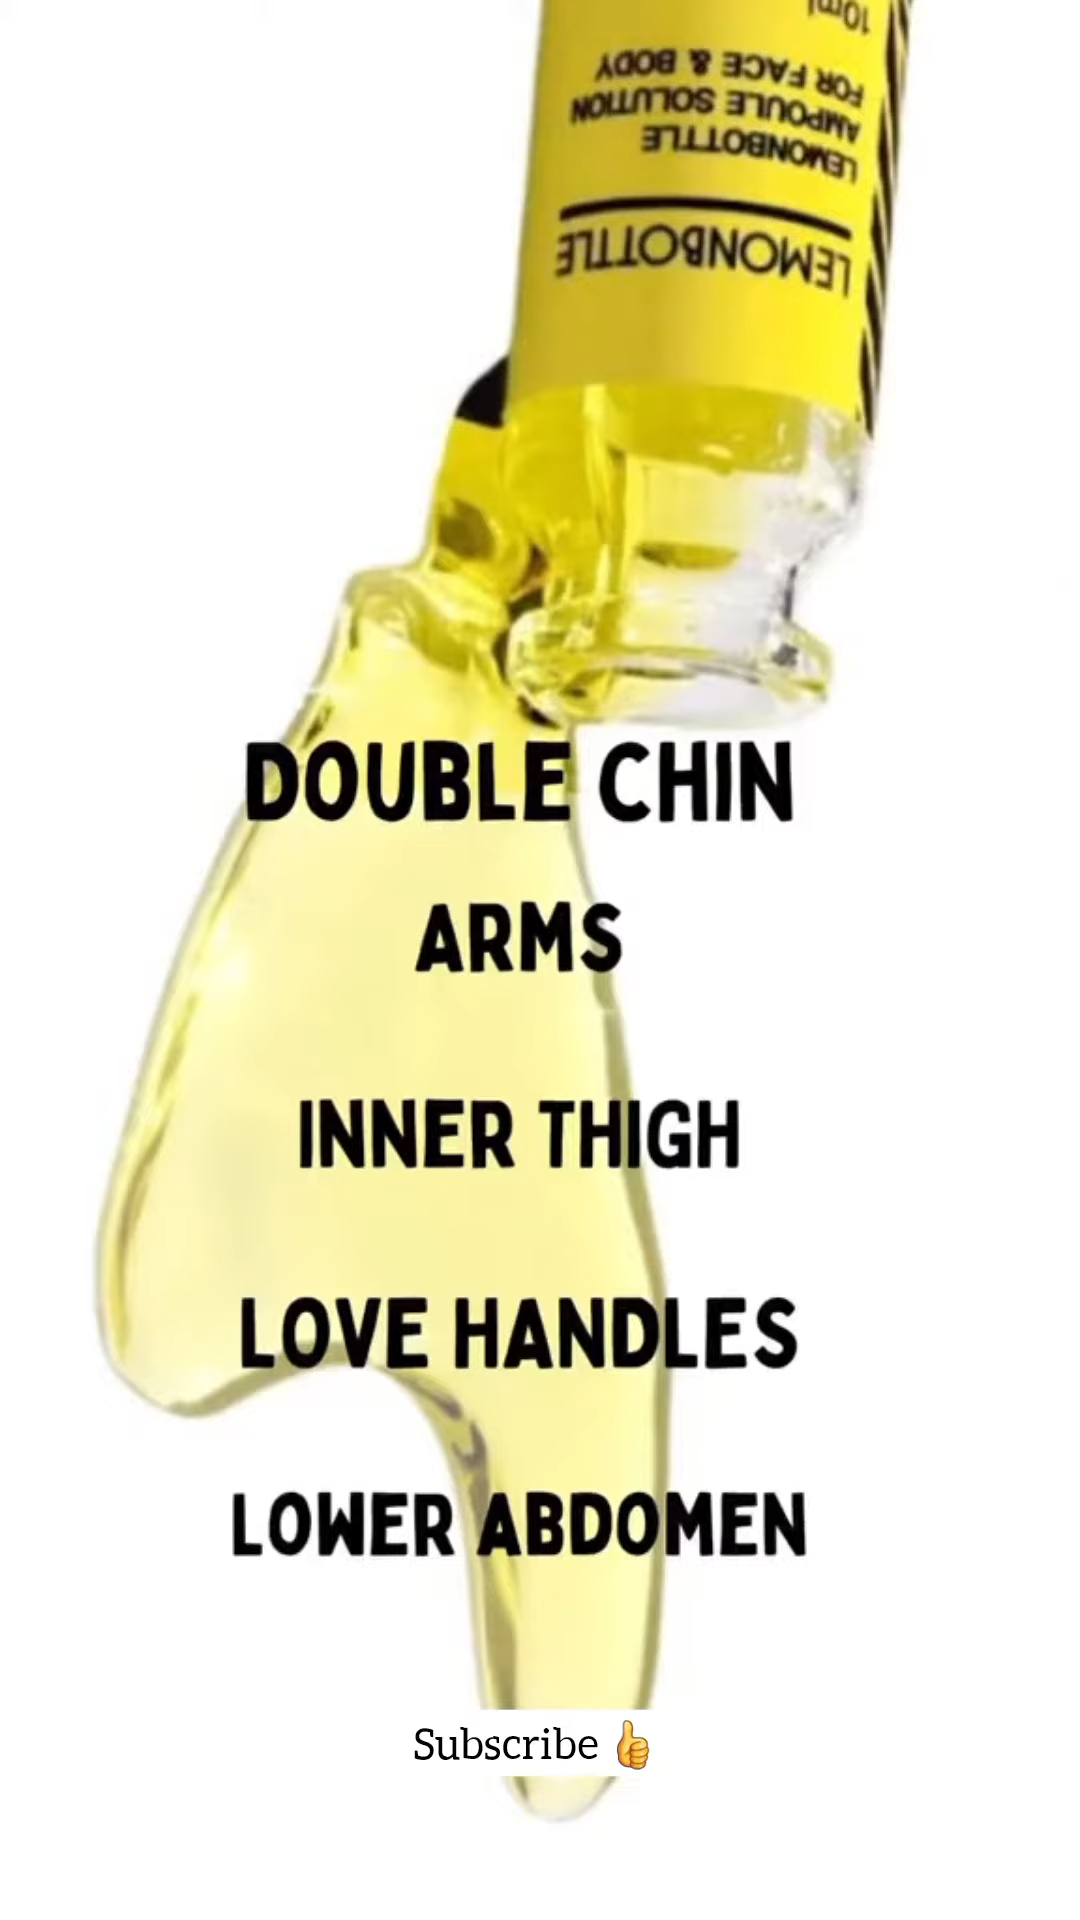 10ml
FOR FACE & BODY
AMPOULE SOLUTION
LEMONBOTTLE
LEMONBOTTLE
DOUBLE CHIN
ARMS
INNER THIGH
LOVE HANDLES
LOWER ABDOMEN
Subscribe 👍